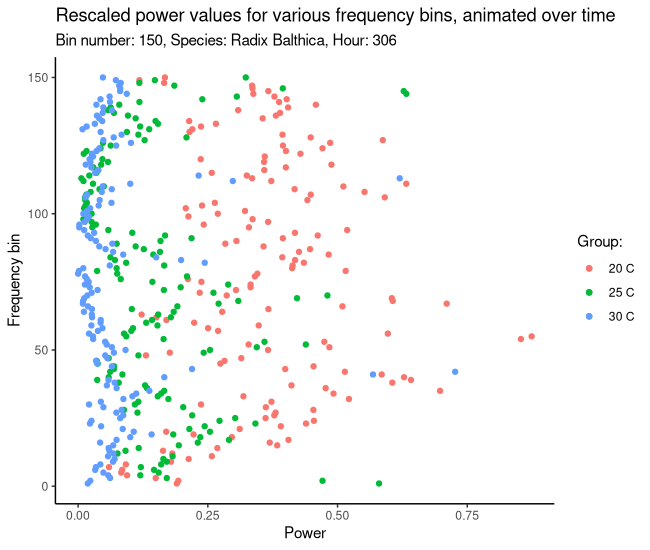 Rescaled power values for various frequency bins, animated over time
Bin number: 150, Species: Radix Balthica, Hour: 306
150
100
50
0
Frequency bin
0.00 0.25 0.50 0.75
Power
Group:
20 C
25 C
30 C